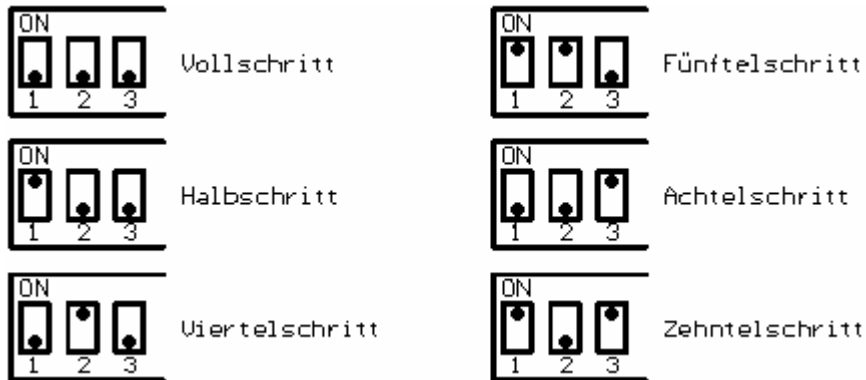 ON
1 2 3
Vollschritt
ON
1 2 3
Halbschritt
ON
1 2 3
Viertelschritt
ON
1 2 3
Fünftelschritt
ON
1 2 3
Achtelschritt
ON
1 2 3
Zehntelschritt